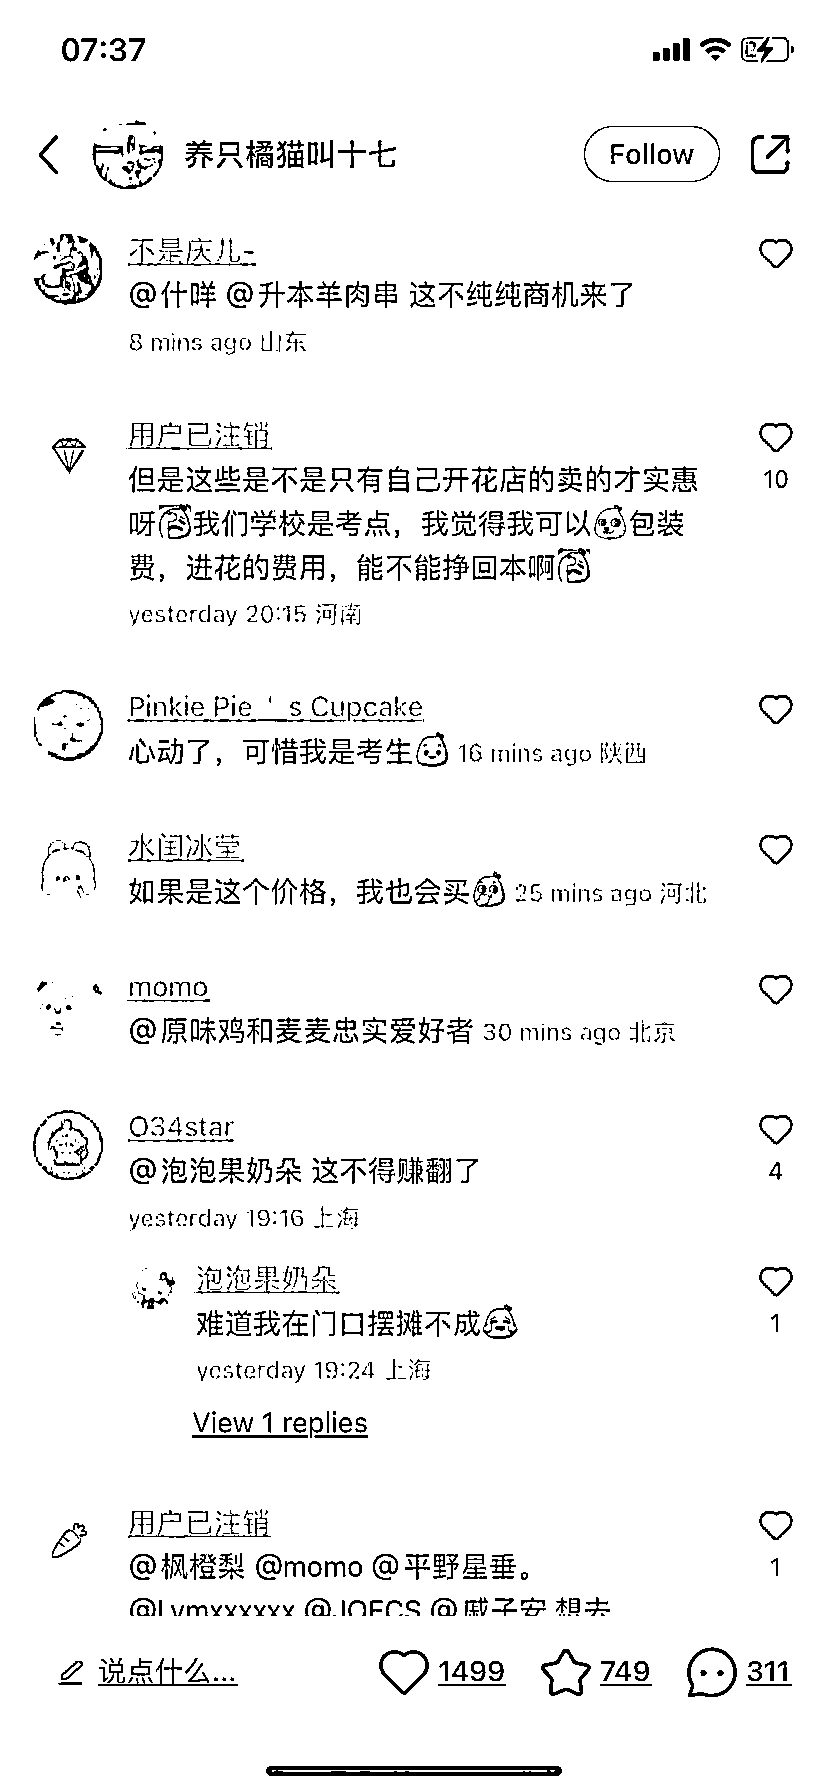 07:37
养只橘猫叫十七
Follow
不是庆儿-
@什咩 @升本羊肉串 这不纯纯商机来了
8 mins ago 山东
用户已注销
但是这些是不是只有自己开花店的卖的才实惠
10
呀我们学校是考点，我觉得我可以包装
费，进花的费用，能不能挣回本啊
yesterday 20:15 河南
Pinkie Pie＇s Cupcake
心动了，可惜我是考生 16 mins ago 陕西
水闰冰莹
如果是这个价格，我也会买 25 mins ago 河北
momo
@原味鸡和麦麦忠实爱好者 30 mins ago 北京
O34star
@泡泡果奶朵 这不得赚翻了
4
yesterday 19:16 上海
泡泡果奶朵
难道我在门口摆摊不成
1
yesterday 19:24 上海
View 1 replies
用户已注销
@枫橙梨 @momo @平野星垂。
1
@Lymxxxxxx @JOECS @戚子安 想去
说点什么...
1499
749
311